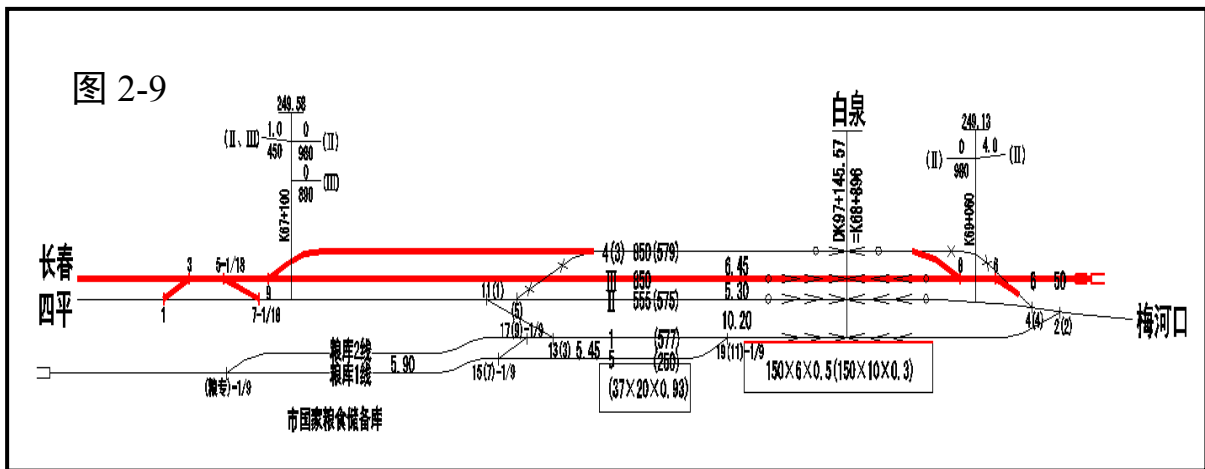 图 2-9
249.58
(Ⅱ、Ⅲ) 1.0 0 (Ⅱ)
450 980
0 (Ⅲ)
890
K67+100
白泉
DK97+145.57
=K68+896
249.13
(Ⅱ) 0 4.0 (Ⅱ)
980
K69+060
长春
四平
梅河口
3 5-1/18 9
1 7-1/18
4(3) 850(579)
Ⅲ 850 6.45
8 6 6 50
11(1) Ⅱ 555(575) 5.30
(5)
4(4) 2(2)
17(9)-1/9 1 (577) 10.20
粮库2线 13(3) 5.45 5 (260) 19(11)-1/9
粮库1线 5.90 15(7)-1/9
(粮专)-1/9
(37×20×0.93)
150×6×0.5(150×10×0.3)
市国家粮食储备库